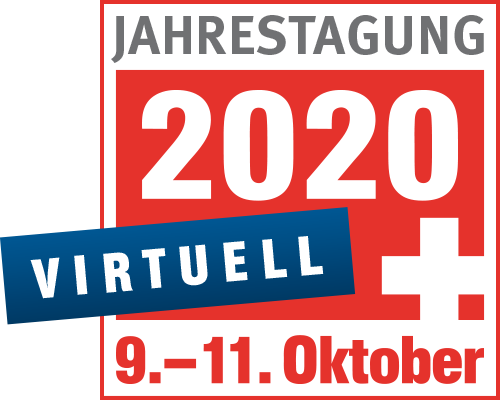 JAHRESTAGUNG
2020
VIRTUELL
9.–11. Oktober